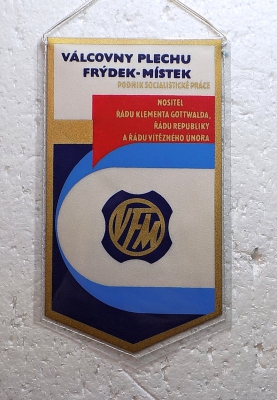 VÁLCOVNY PLECHU
FRÝDEK-MÍSTEK
PODNIK SOCIALISTICKÉ PRÁCE
NOSITEL
ŘÁDU KLEMENTA GOTTWALDA,
ŘÁDU REPUBLIKY
A ŘÁDU VÍTĚZNÉHO ÚNORA
VFM